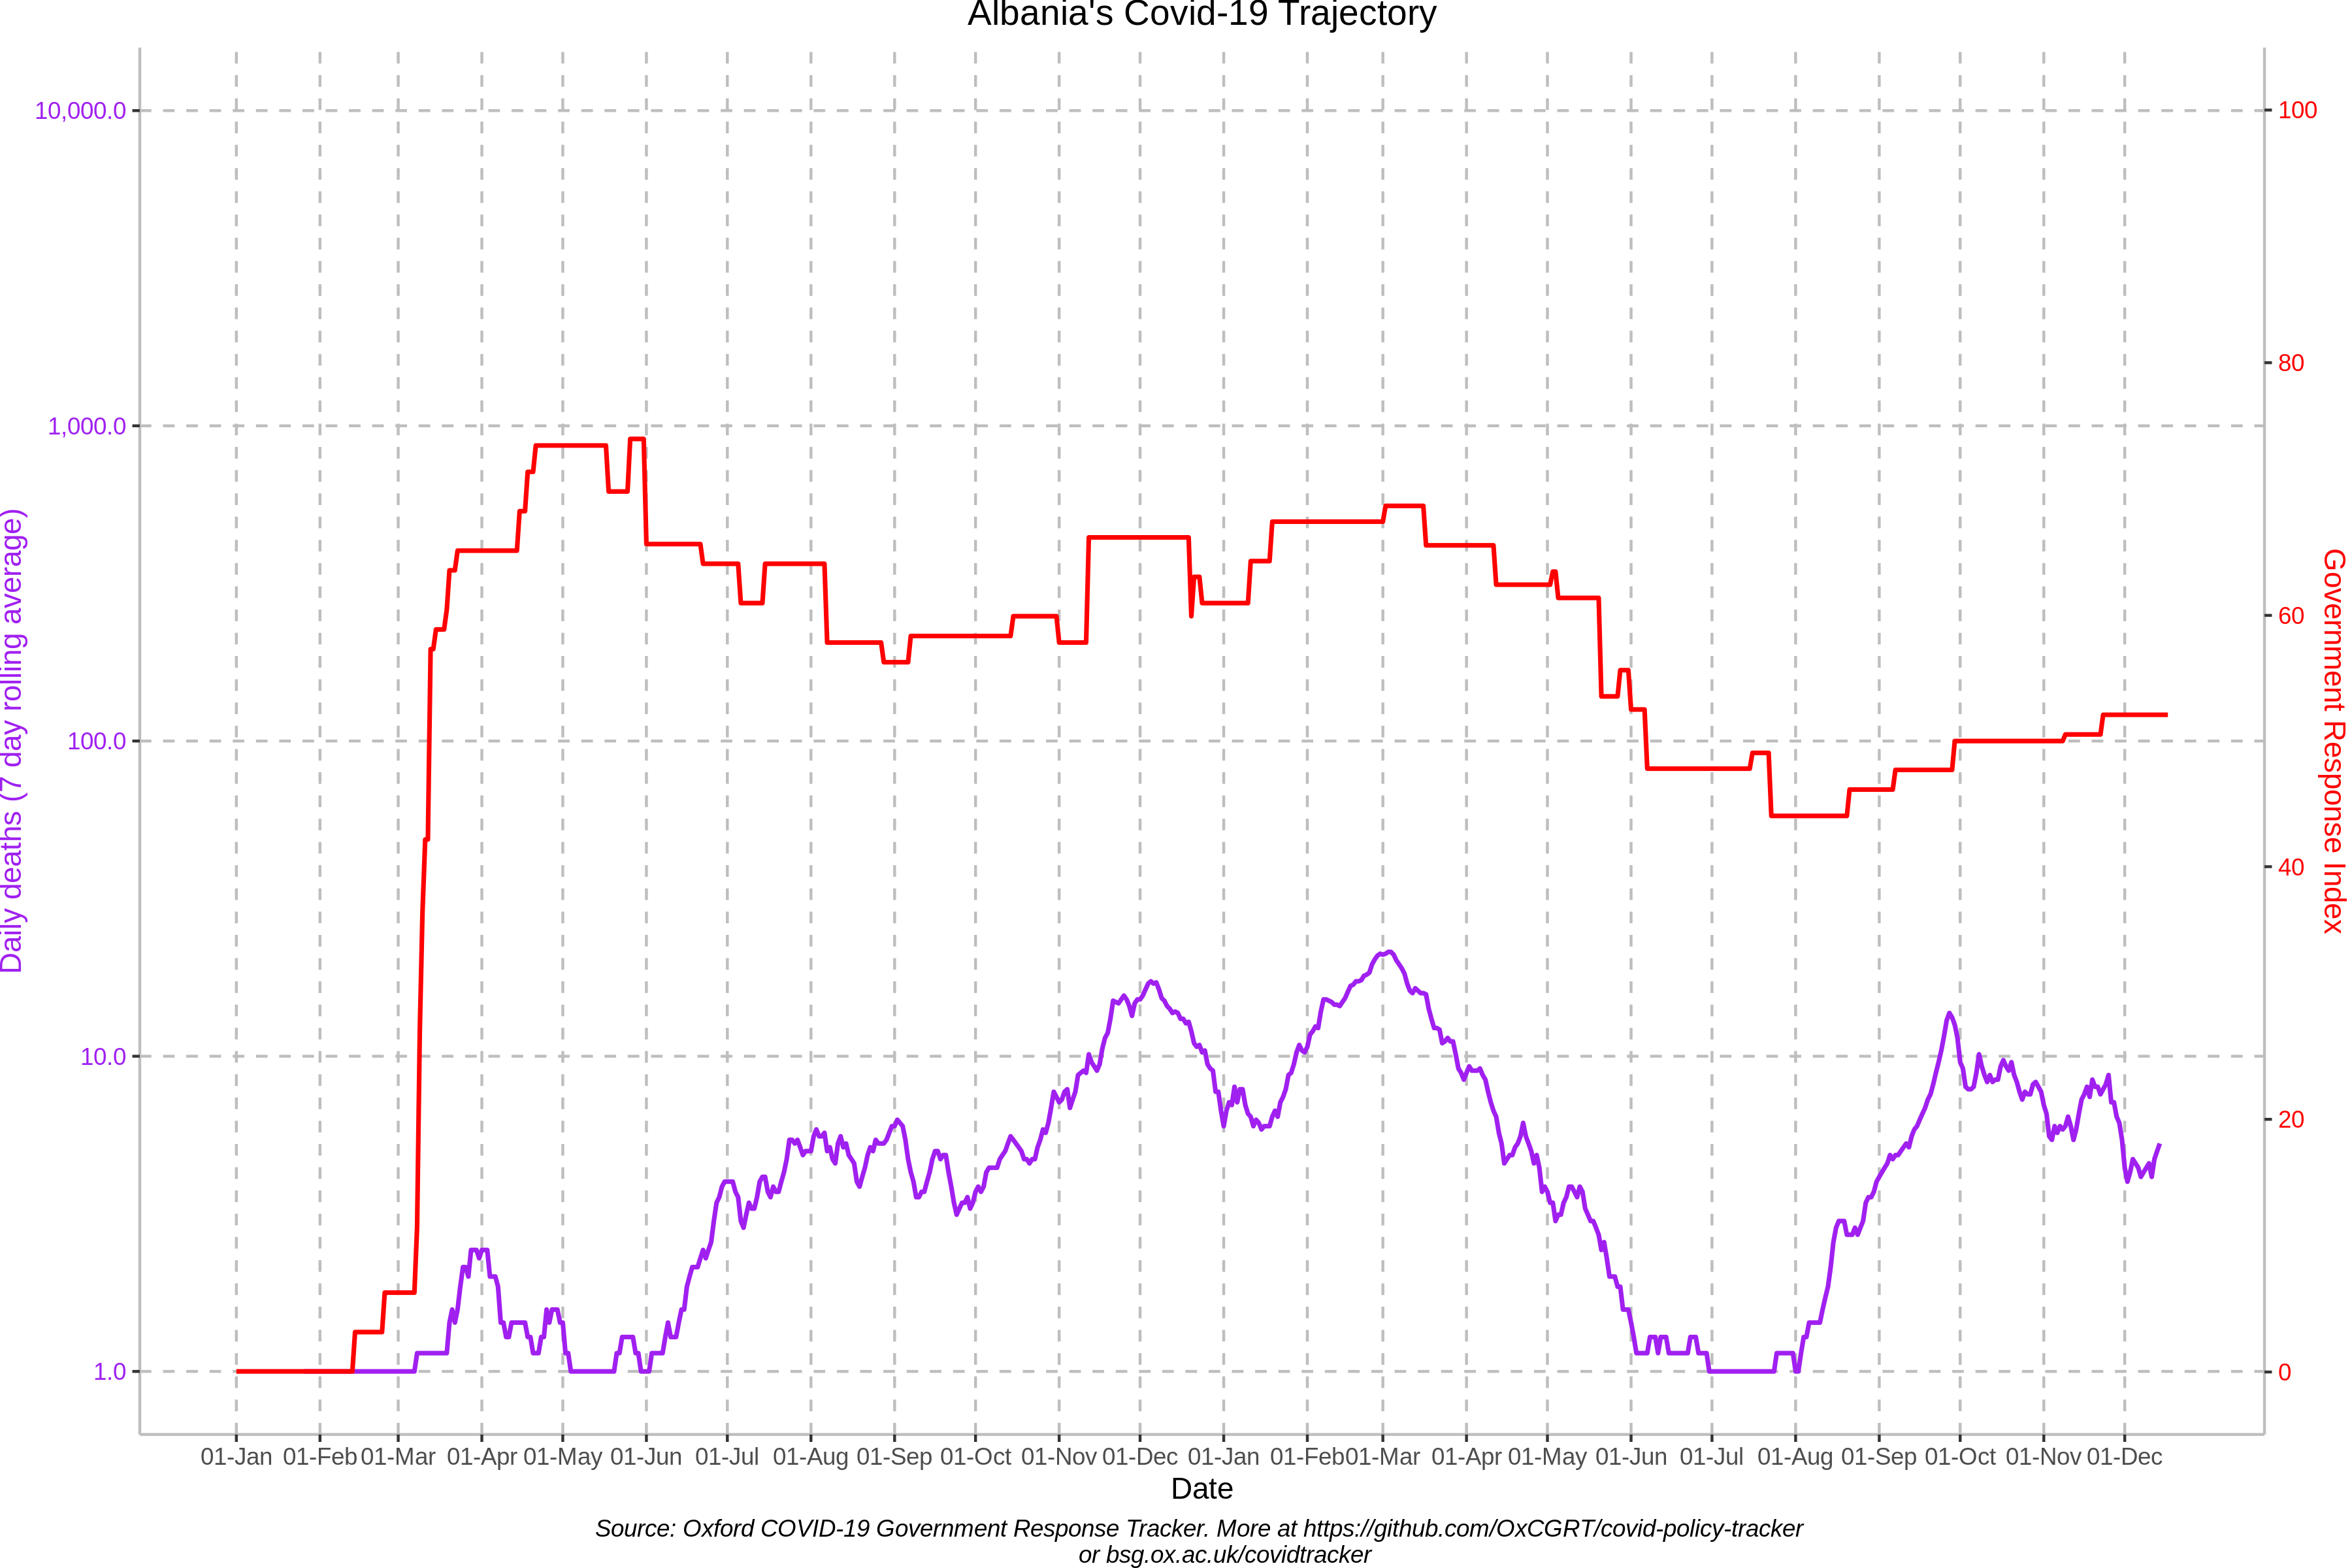 Albania's Covid-19 Trajectory
10,000.0
1,000.0
100.0
10.0
1.0
Daily deaths (7 day rolling average)
100
80
60
40
20
0
Government Response Index
01-Jan 01-Feb 01-Mar 01-Apr 01-May 01-Jun 01-Jul 01-Aug 01-Sep 01-Oct 01-Nov 01-Dec 01-Jan 01-Feb 01-Mar 01-Apr 01-May 01-Jun 01-Jul 01-Aug 01-Sep 01-Oct 01-Nov 01-Dec
Date
Source: Oxford COVID-19 Government Response Tracker. More at https://github.com/OxCGRT/covid-policy-tracker
or bsg.ox.ac.uk/covidtracker